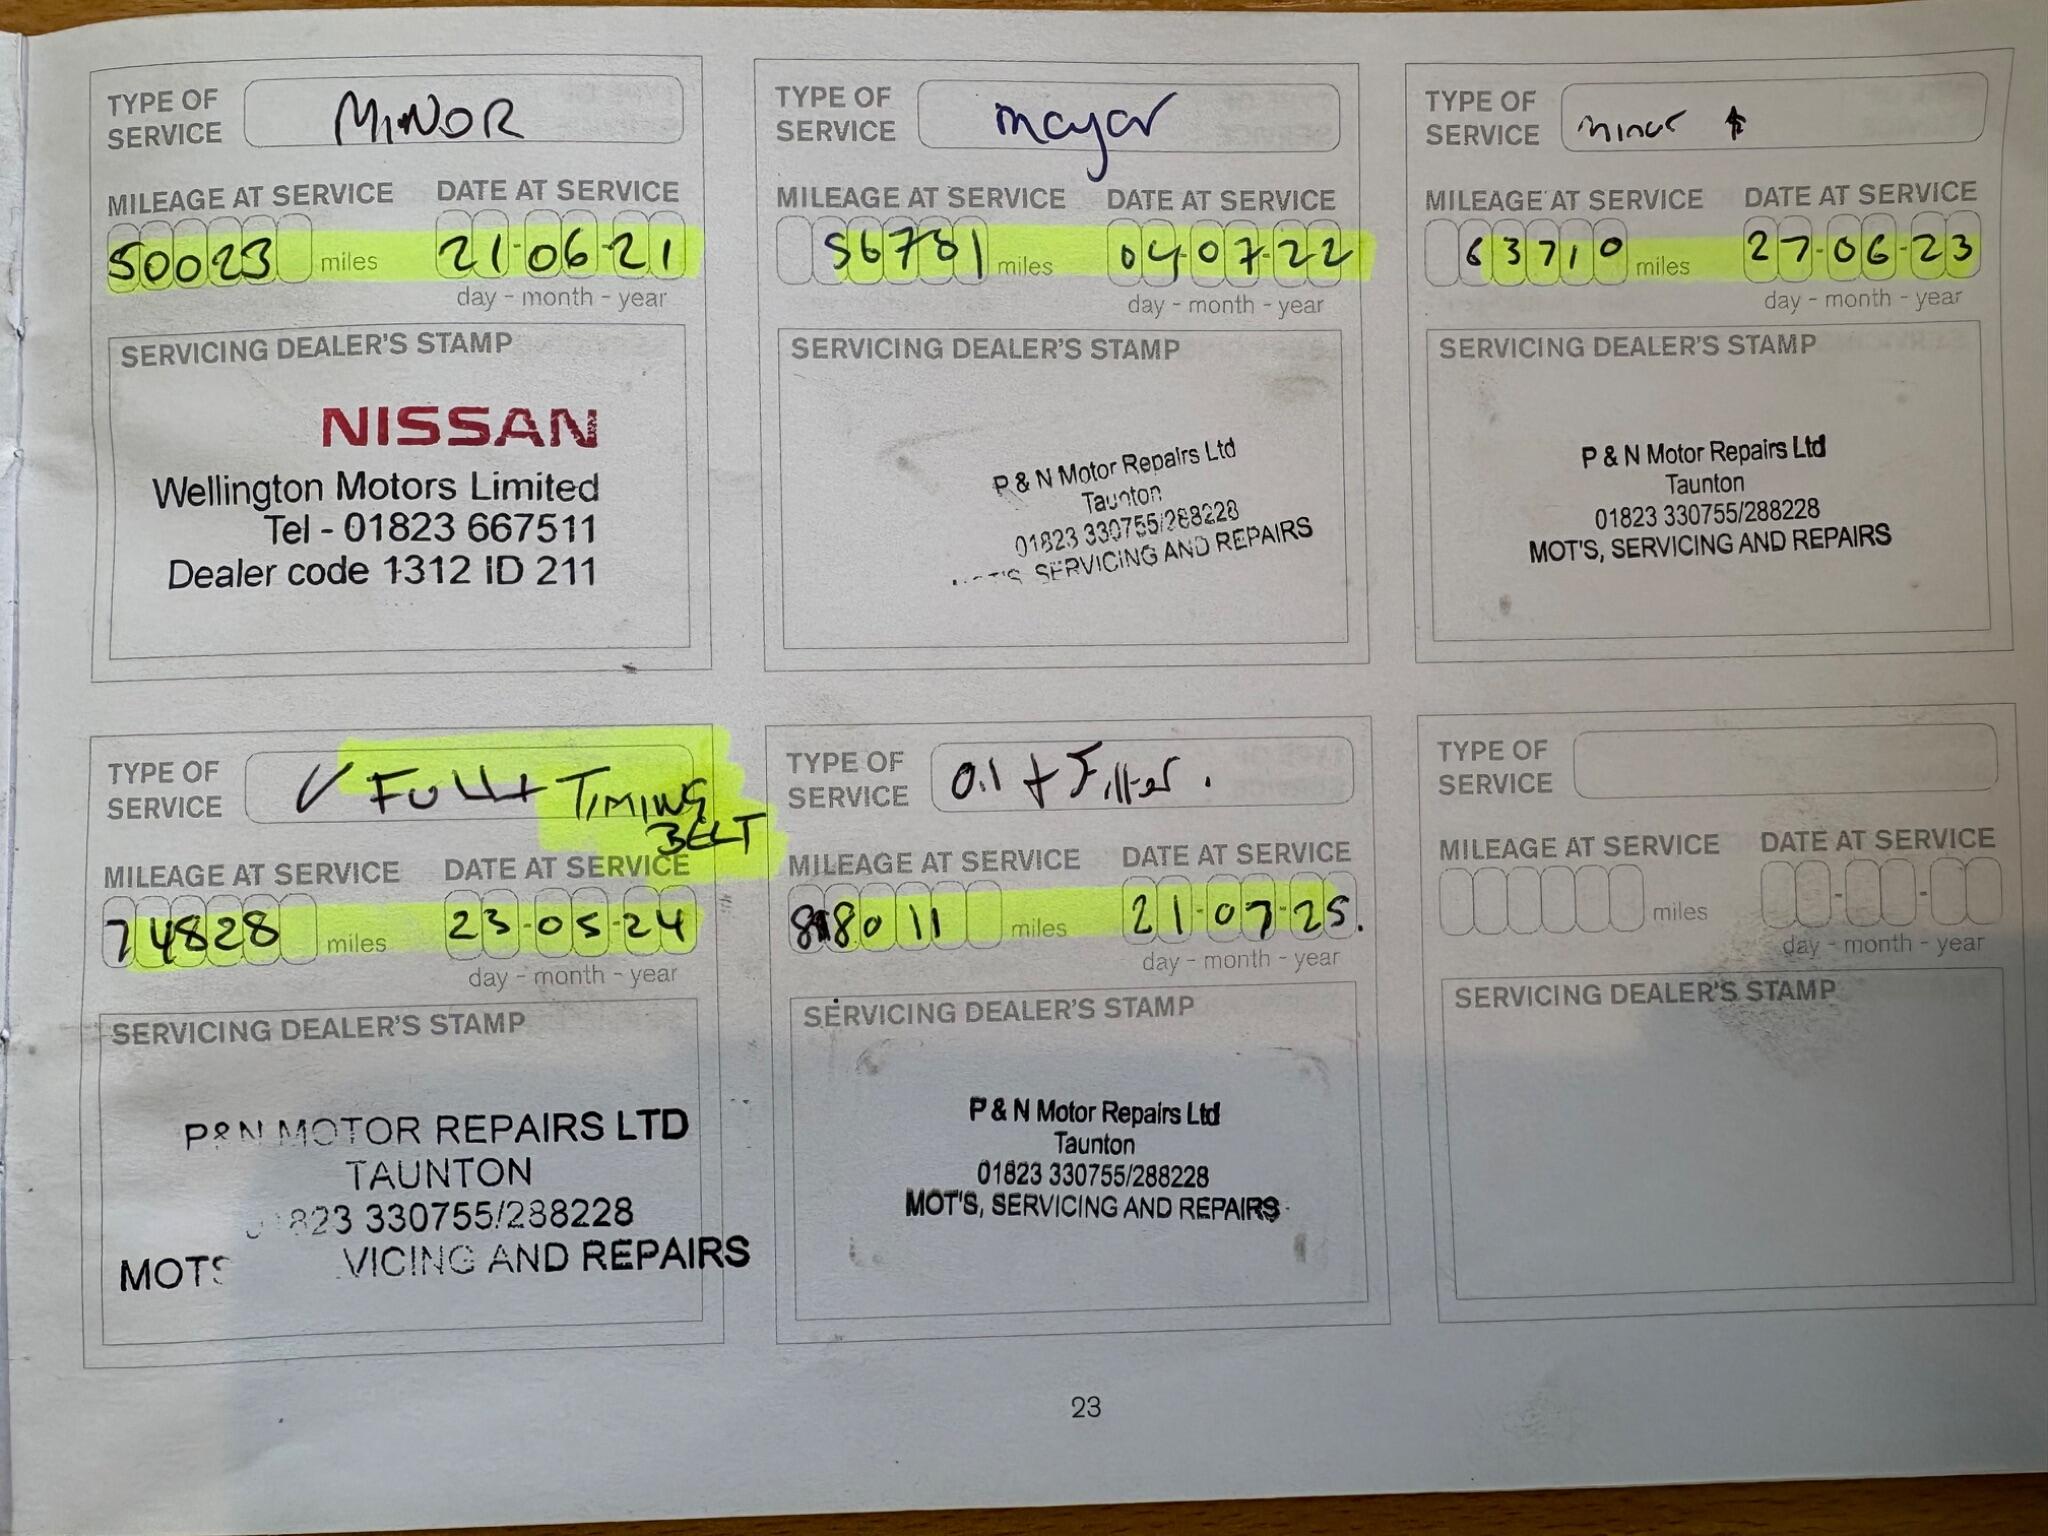 TYPE OF SERVICE MINOR
MILEAGE AT SERVICE DATE AT SERVICE
50023 miles 21-06-21
day - month - year
SERVICING DEALER'S STAMP
NISSAN
Wellington Motors Limited
Tel - 01823 667511
Dealer code 1312 ID 211
TYPE OF SERVICE mayor
MILEAGE AT SERVICE DATE AT SERVICE
56781 miles 04-07-22
day - month - year
SERVICING DEALER'S STAMP
P & N Motor Repairs Ltd
Taunton
01823 330755/288228
SERVICING AND REPAIRS
TYPE OF SERVICE minor
MILEAGE AT SERVICE DATE AT SERVICE
63710 miles 27-06-23
day - month - year
SERVICING DEALER'S STAMP
P & N Motor Repairs Ltd
Taunton
01823 330755/288228
MOT'S, SERVICING AND REPAIRS
TYPE OF SERVICE ✓ FULL + TIMING
BELT
MILEAGE AT SERVICE DATE AT SERVICE
74828 miles 23-05-24
day - month - year
SERVICING DEALER'S STAMP
P&N MOTOR REPAIRS LTD
TAUNTON
01823 330755/288228
MOTS VICING AND REPAIRS
TYPE OF SERVICE Oil + Filter.
MILEAGE AT SERVICE DATE AT SERVICE
miles 21-07-25.
day - month - year
SERVICING DEALER'S STAMP
P & N Motor Repairs Ltd
Taunton
01823 330755/288228
MOT'S, SERVICING AND REPAIRS
TYPE OF SERVICE
MILEAGE AT SERVICE DATE AT SERVICE
miles
day - month - year
SERVICING DEALER'S STAMP
23